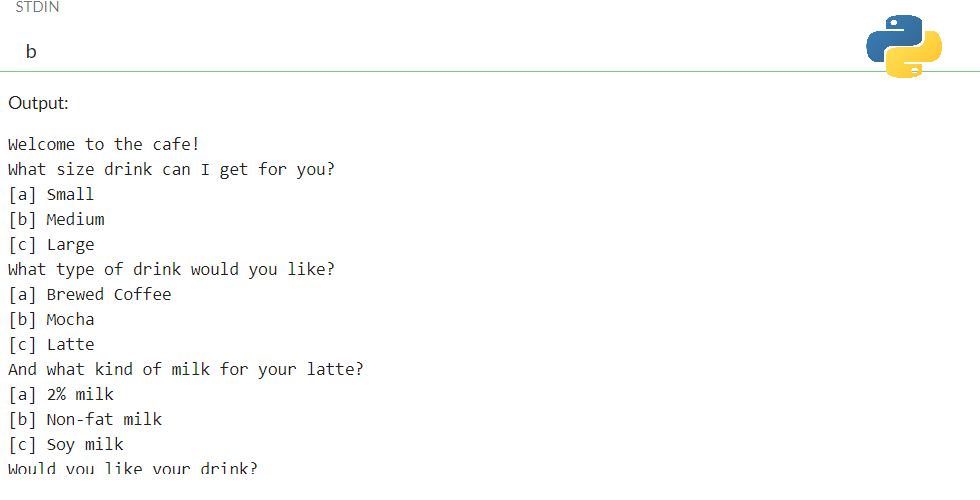 STDIN
b
Output:
Welcome to the cafe!
What size drink can I get for you?
[a] Small
[b] Medium
[c] Large
What type of drink would you like?
[a] Brewed Coffee
[b] Mocha
[c] Latte
And what kind of milk for your latte?
[a] 2% milk
[b] Non-fat milk
[c] Soy milk
Would you like your drink?